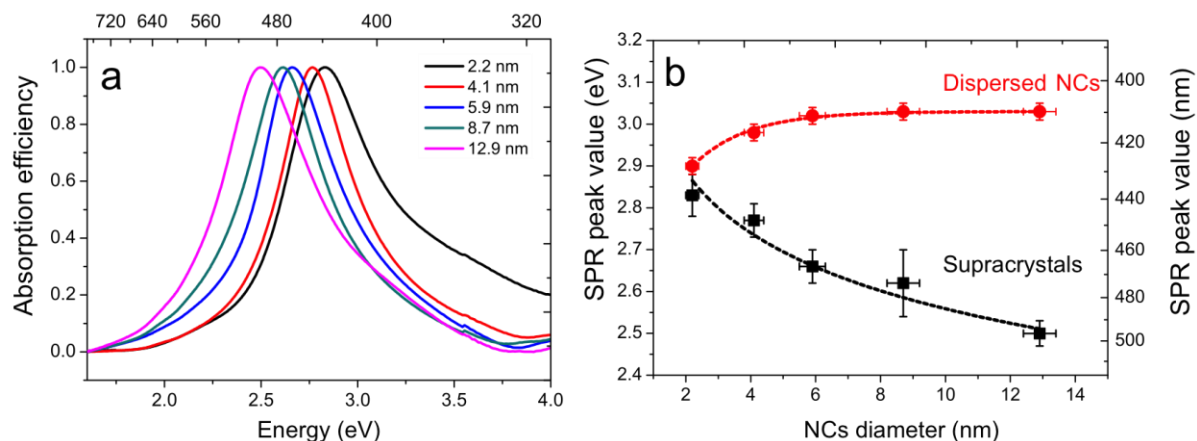 720 640 560 480 400 320
a
2.2 nm
4.1 nm
5.9 nm
8.7 nm
12.9 nm
Absorption efficiency
1.0
0.8
0.6
0.4
0.2
0.0
2.0 2.5 3.0 3.5 4.0
Energy (eV)
b
Dispersed NCs
Supracrystals
SPR peak value (eV)
3.2
3.1
3.0
2.9
2.8
2.7
2.6
2.5
2.4
2 4 6 8 10 12 14
NCs diameter (nm)
400
420
440
460
480
500
SPR peak value (nm)